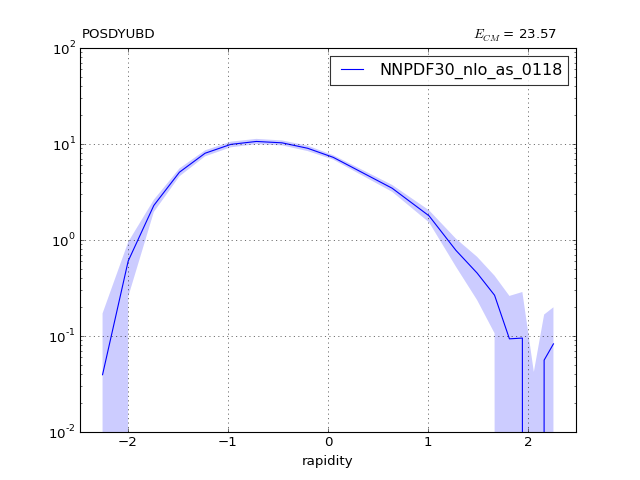 POSDYUBD
E_CM = 23.57
NNPDF30_nlo_as_0118
10^2
10^1
10^0
10^-1
10^-2
−2 −1 0 1 2
rapidity